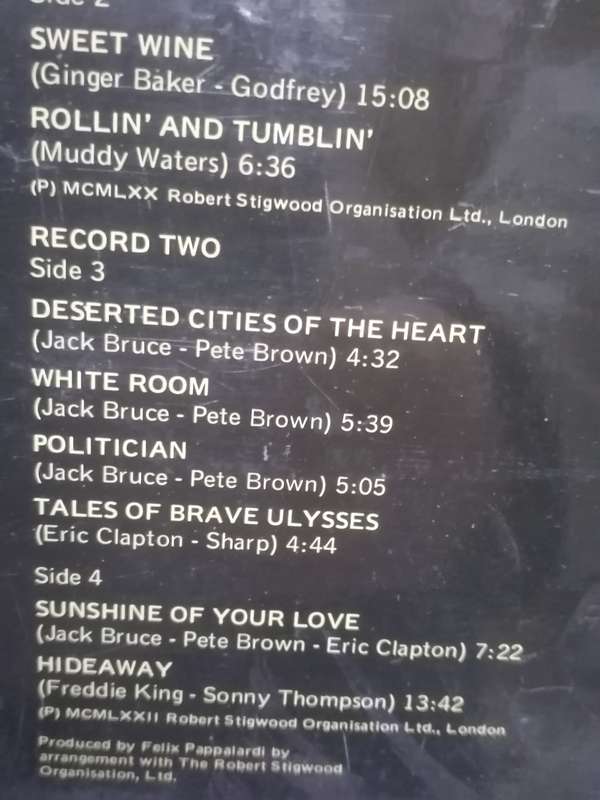 Side 2
SWEET WINE
(Ginger Baker - Godfrey) 15:08
ROLLIN' AND TUMBLIN'
(Muddy Waters) 6:36
(P) MCMLXX Robert Stigwood Organisation Ltd., London
RECORD TWO
Side 3
DESERTED CITIES OF THE HEART
(Jack Bruce - Pete Brown) 4:32
WHITE ROOM
(Jack Bruce - Pete Brown) 5:39
POLITICIAN
(Jack Bruce - Pete Brown) 5:05
TALES OF BRAVE ULYSSES
(Eric Clapton - Sharp) 4:44
Side 4
SUNSHINE OF YOUR LOVE
(Jack Bruce - Pete Brown - Eric Clapton) 7:22
HIDEAWAY
(Freddie King - Sonny Thompson) 13:42
(P) MCMLXXII Robert Stigwood Organisation Ltd., London
Produced by Felix Pappalardi by
arrangement with The Robert Stigwood
Organisation, Ltd.